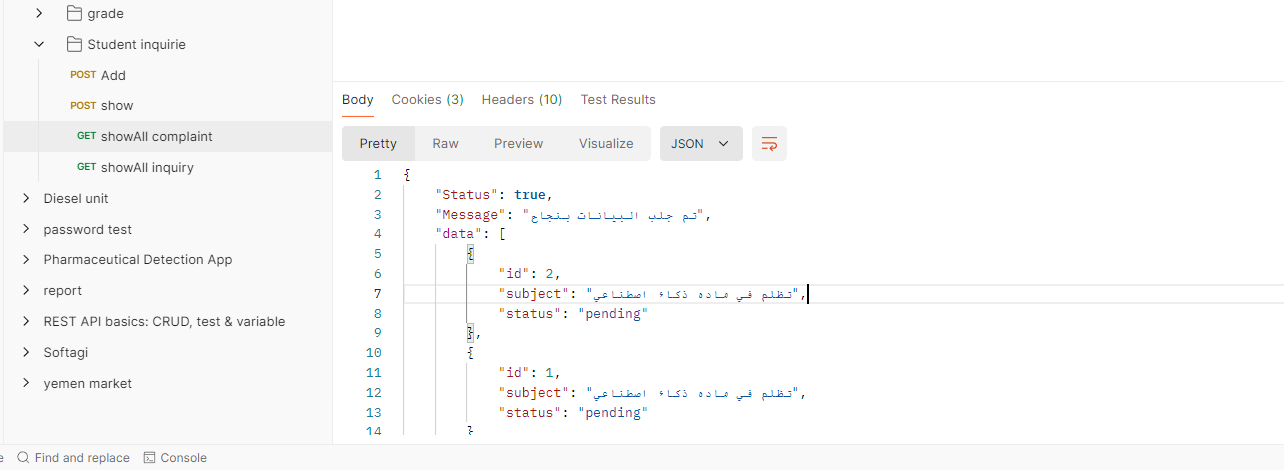 grade
Student inquirie
POST Add
POST show
GET showAll complaint
GET showAll inquiry
Diesel unit
password test
Pharmaceutical Detection App
report
REST API basics: CRUD, test & variable
Softagi
yemen market
Body Cookies (3) Headers (10) Test Results
Pretty Raw Preview Visualize JSON
1 {
2 "Status": true,
3 "Message": "تم جلب البيانات بنجاح",
4 "data": [
5 {
6 "id": 2,
7 "subject": "تظلم في ماده ذكاء اصطناعي",
8 "status": "pending"
9 },
10 {
11 "id": 1,
12 "subject": "تظلم في ماده ذكاء اصطناعي",
13 "status": "pending"
14 }
Find and replace Console